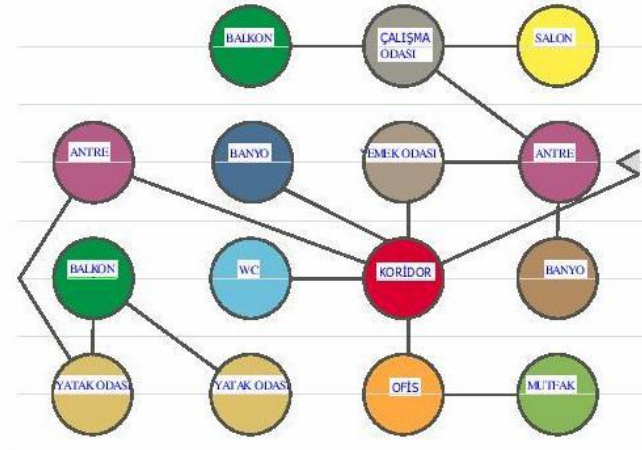 BALKON
ÇALIŞMA
ODASI
SALON
ANTRE
BANYO
YEMEK ODASI
ANTRE
BALKON
WC
KORİDOR
BANYO
YATAK ODASI
YATAK ODASI
OFİS
MUTFAK